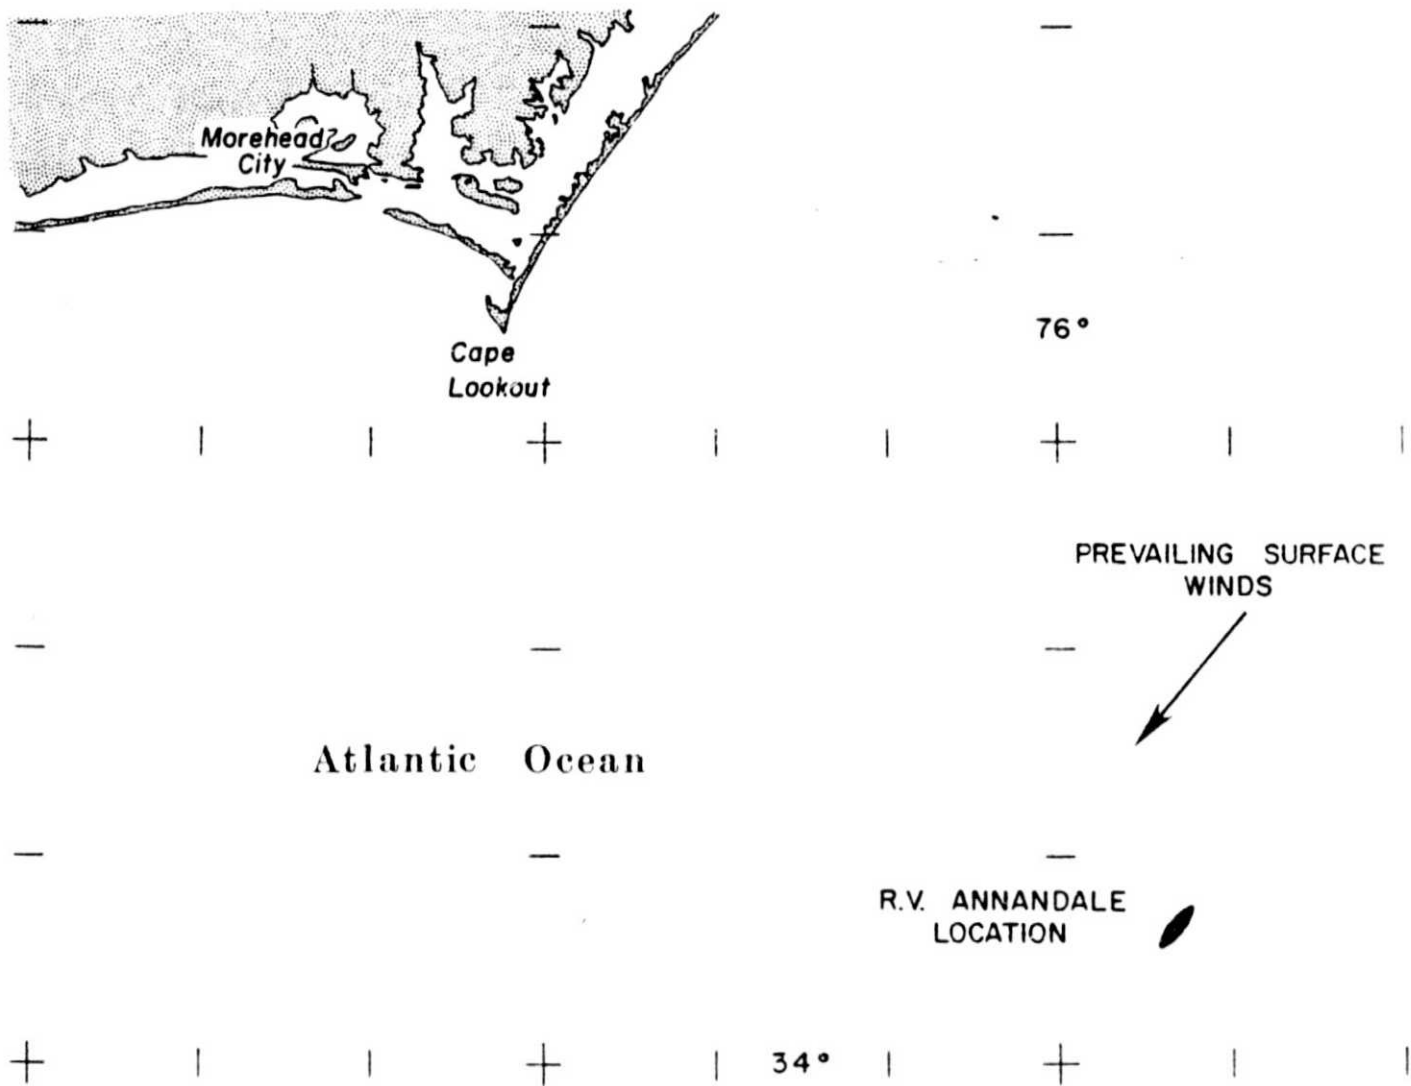 Morehead
City
Cape
Lookout
76°
PREVAILING SURFACE
WINDS
Atlantic Ocean
R.V. ANNANDALE
LOCATION
34°